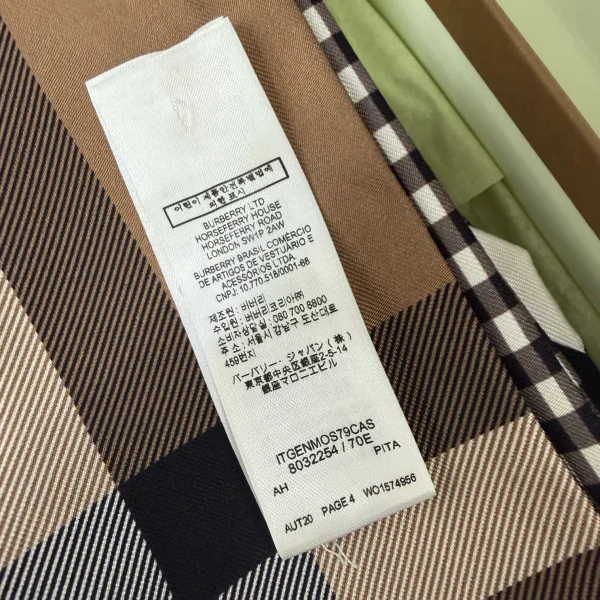 어린이 제품안전특별법에
의한 표시
BURBERRY LTD
HORSEFERRY HOUSE
HORSEFERRY ROAD
LONDON SW1P 2AW
BURBERRY BRASIL COMÉRCIO
DE ARTIGOS DE VESTUÁRIO E
ACESSÓRIOS LTDA.
CNPJ: 10.770.518/0001-66
제조원 : 버버리
수입원 : 버버리코리아㈜
소비자상담실 : 080 700 8800
주소 : 서울시 강남구 도산대로
459번지
バーバリー・ジャパン(株)
東京都中央区銀座2-5-14
銀座マロニエビル
ITGENMOS79CAS
8032254 / 70E
AH PITA
AUT20 PAGE 4 WO1574956